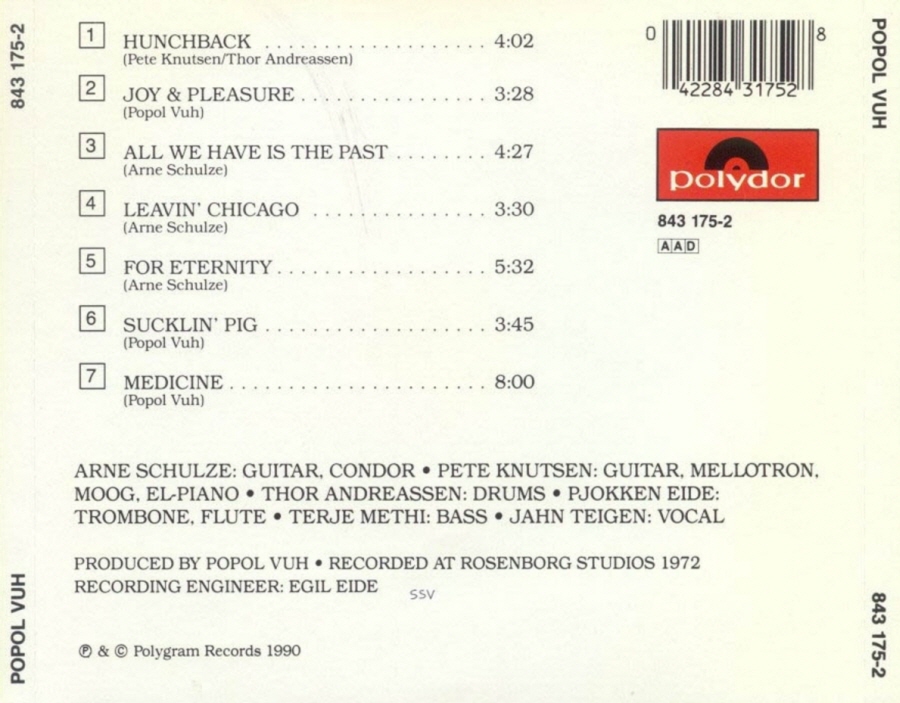 843 175-2
POPOL VUH
1 HUNCHBACK . . . . . . . . . . . . . . . . . . . . 4:02
(Pete Knutsen/Thor Andreassen)
2 JOY & PLEASURE . . . . . . . . . . . . . . . . . 3:28
(Popol Vuh)
3 ALL WE HAVE IS THE PAST . . . . . . . . 4:27
(Arne Schulze)
4 LEAVIN' CHICAGO . . . . . . . . . . . . . . . . 3:30
(Arne Schulze)
5 FOR ETERNITY . . . . . . . . . . . . . . . . . . . 5:32
(Arne Schulze)
6 SUCKLIN' PIG . . . . . . . . . . . . . . . . . . . . 3:45
(Popol Vuh)
7 MEDICINE . . . . . . . . . . . . . . . . . . . . . . . 8:00
(Popol Vuh)
0 42284 31752 8
polydor
843 175-2
AAD
ARNE SCHULZE: GUITAR, CONDOR • PETE KNUTSEN: GUITAR, MELLOTRON,
MOOG, EL-PIANO • THOR ANDREASSEN: DRUMS • PJOKKEN EIDE:
TROMBONE, FLUTE • TERJE METHI: BASS • JAHN TEIGEN: VOCAL
PRODUCED BY POPOL VUH • RECORDED AT ROSENBORG STUDIOS 1972
RECORDING ENGINEER: EGIL EIDE
SSV
℗ & © Polygram Records 1990
POPOL VUH
843 175-2